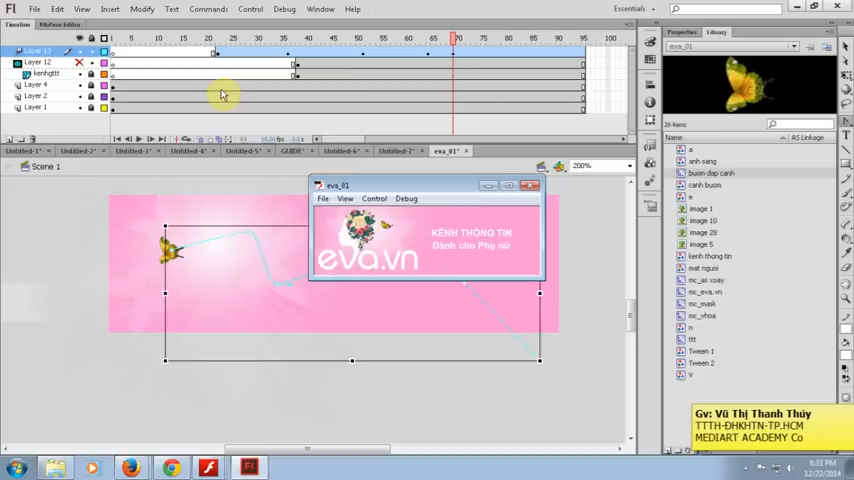 Fl File Edit View Insert Modify Text Commands Control Debug Window Help Essentials
Timeline Motion Editor
1 5 10 15 20 25 30 35 40 45 50 55 60 65 70 75 80 85 90 95 100
Layer 13
Layer 12
kenhgttt
Layer 4
Layer 2
Layer 1
Untitled-1* × Untitled-2* × Untitled-3* × Untitled-4* × Untitled-5* × GUIDE* × Untitled-6* × Untitled-7* × eva_01* ×
Scene 1
200%
eva_01
File View Control Debug
KÊNH THÔNG TIN
Dành cho Phụ nữ
eva.vn
Properties Library
eva_01*
Name AS Linkage
a
anh sang
buom dap canh
canh buom
e
image 1
image 10
image 28
image 5
kenh thong tin
mat nguoi
mc_as xoay
mc_eva.vn
mc_mask
mc_vhoa
n
ttt
Tween 1
Tween 2
V
Gv: Vũ Thị Thanh Thúy
TTTH-ĐHKHTN-TP.HCM
MEDIART ACADEMY Co
8:33 PM
12/22/2014